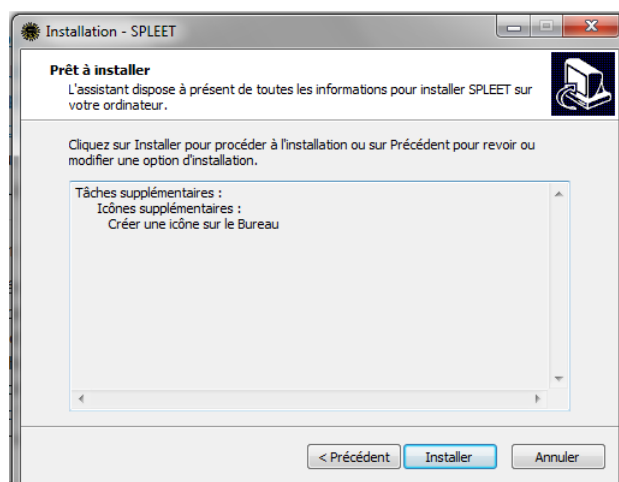 Installation - SPLEET
Prêt à installer
L'assistant dispose à présent de toutes les informations pour installer SPLEET sur
votre ordinateur.
Cliquez sur Installer pour procéder à l'installation ou sur Précédent pour revoir ou
modifier une option d'installation.
Tâches supplémentaires :
Icônes supplémentaires :
Créer une icône sur le Bureau
< Précédent
Installer
Annuler